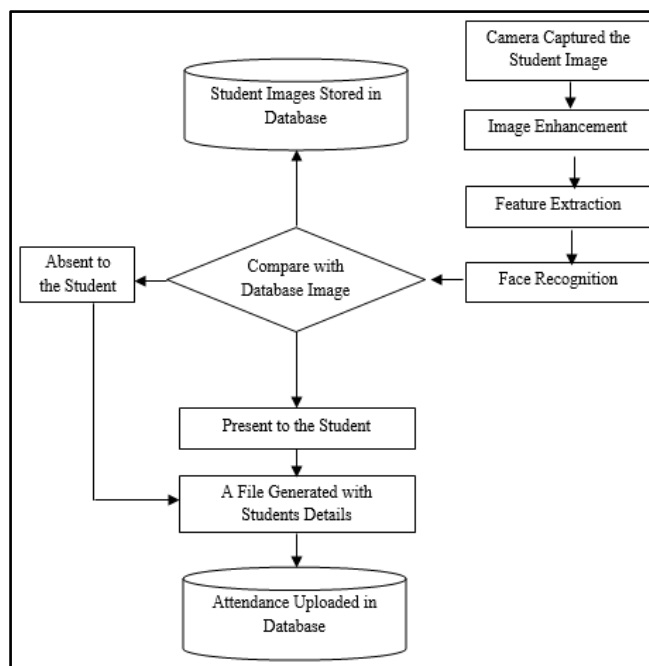 Camera Captured the
Student Image
Student Images Stored in
Database
Image Enhancement
Feature Extraction
Absent to
the Student
Compare with
Database Image
Face Recognition
Present to the Student
A File Generated with
Students Details
Attendance Uploaded in
Database